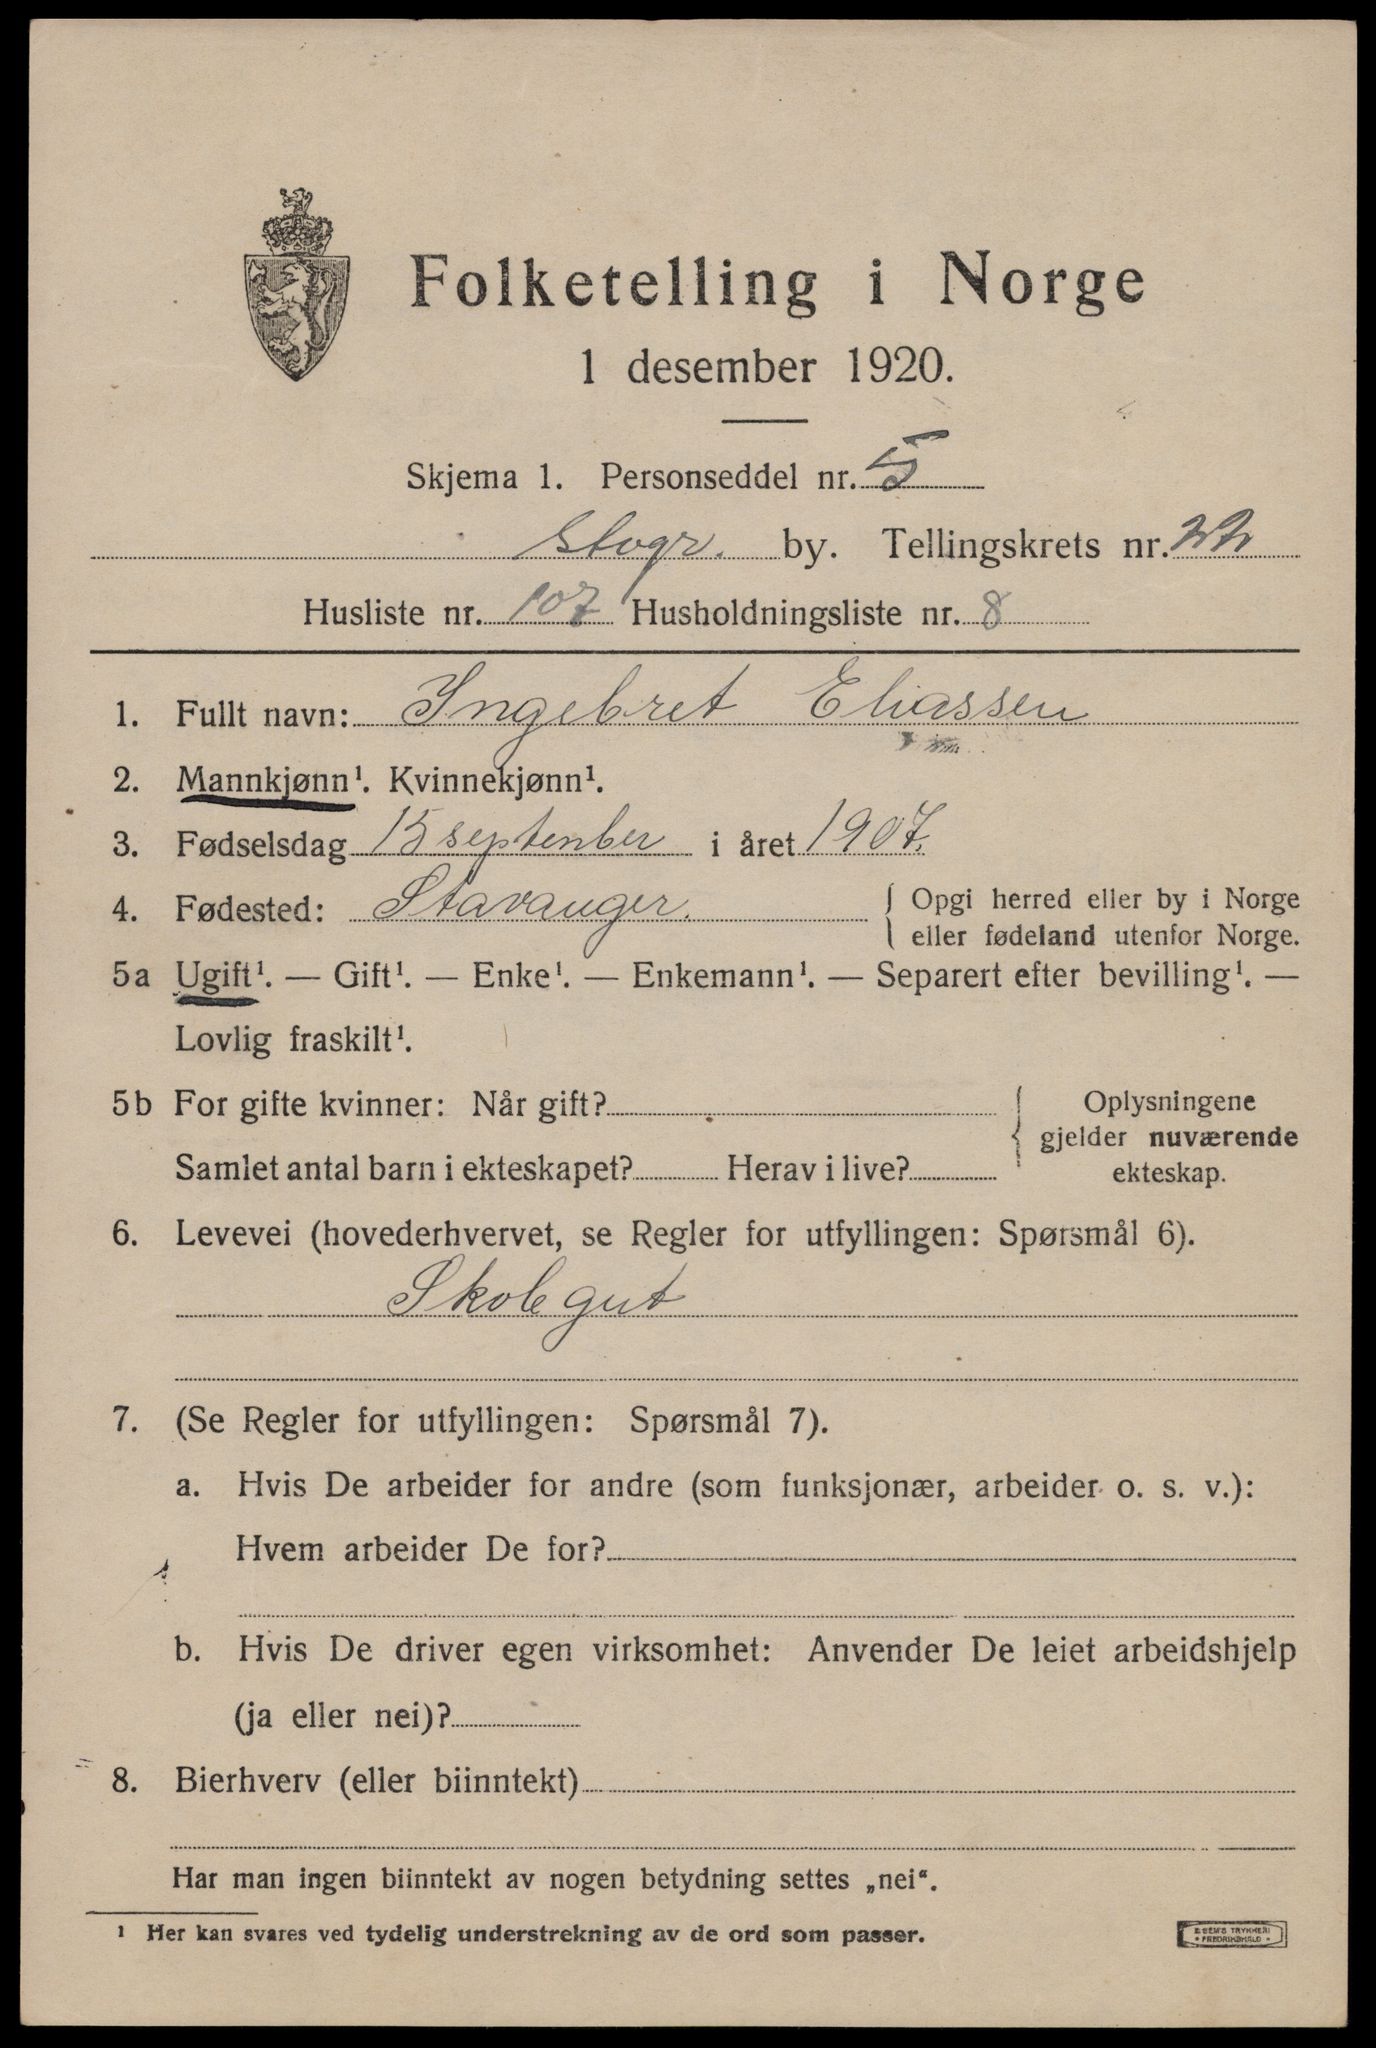 Folketelling i Norge
1 desember 1920.
Skjema 1. Personseddel nr. 5
Stvgr. by. Tellingskrets nr. 22
Husliste nr. 107 Husholdningsliste nr. 8
1. Fullt navn: Ingebret Eliassen
2. Mannkjønn¹. Kvinnekjønn¹.
3. Fødselsdag 15 septenber i året 1907.
4. Fødested: Stavanger. { Opgi herred eller by i Norge
eller fødeland utenfor Norge.
5a Ugift¹. — Gift¹. — Enke¹. — Enkemann¹. — Separert efter bevilling¹. —
Lovlig fraskilt¹.
5b For gifte kvinner: Når gift? { Oplysningene
gjelder nuværende
Samlet antal barn i ekteskapet? Herav i live? ekteskap.
6. Levevei (hovederhvervet, se Regler for utfyllingen: Spørsmål 6).
Skolegut
7. (Se Regler for utfyllingen: Spørsmål 7).
a. Hvis De arbeider for andre (som funksjonær, arbeider o. s. v.):
Hvem arbeider De for?
b. Hvis De driver egen virksomhet: Anvender De leiet arbeidshjelp
(ja eller nei)?
8. Bierhverv (eller biinntekt)
Har man ingen biinntekt av nogen betydning settes „nei“.
¹ Her kan svares ved tydelig understrekning av de ord som passer.
TRYKKERI
FREDRIKSHALD